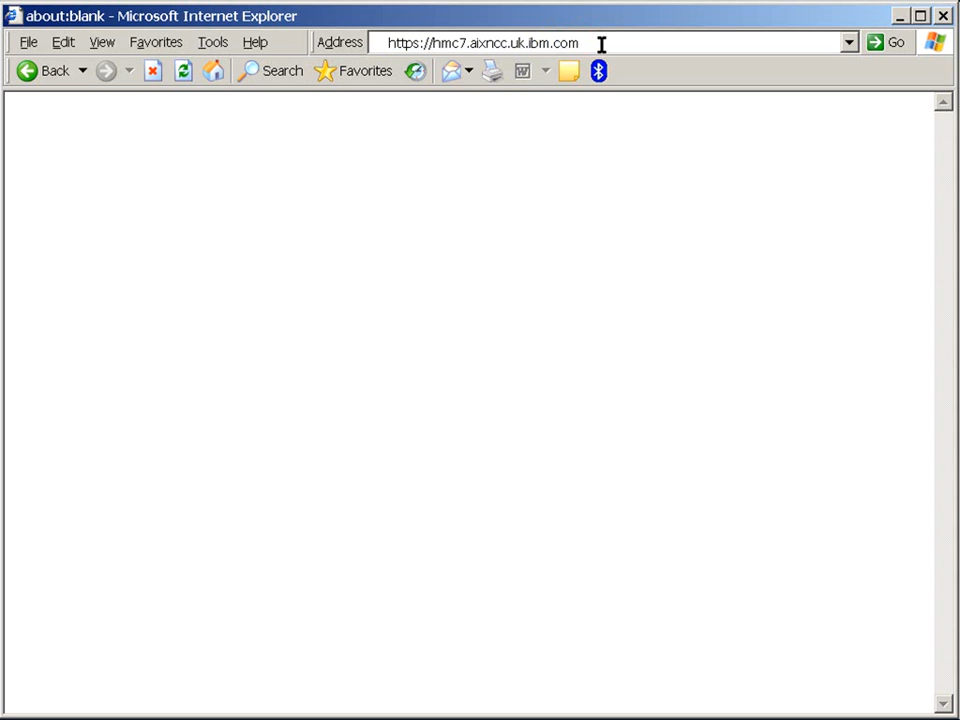 about:blank - Microsoft Internet Explorer
File Edit View Favorites Tools Help Address https://hmc7.aixncc.uk.ibm.com Go
Back Search Favorites W